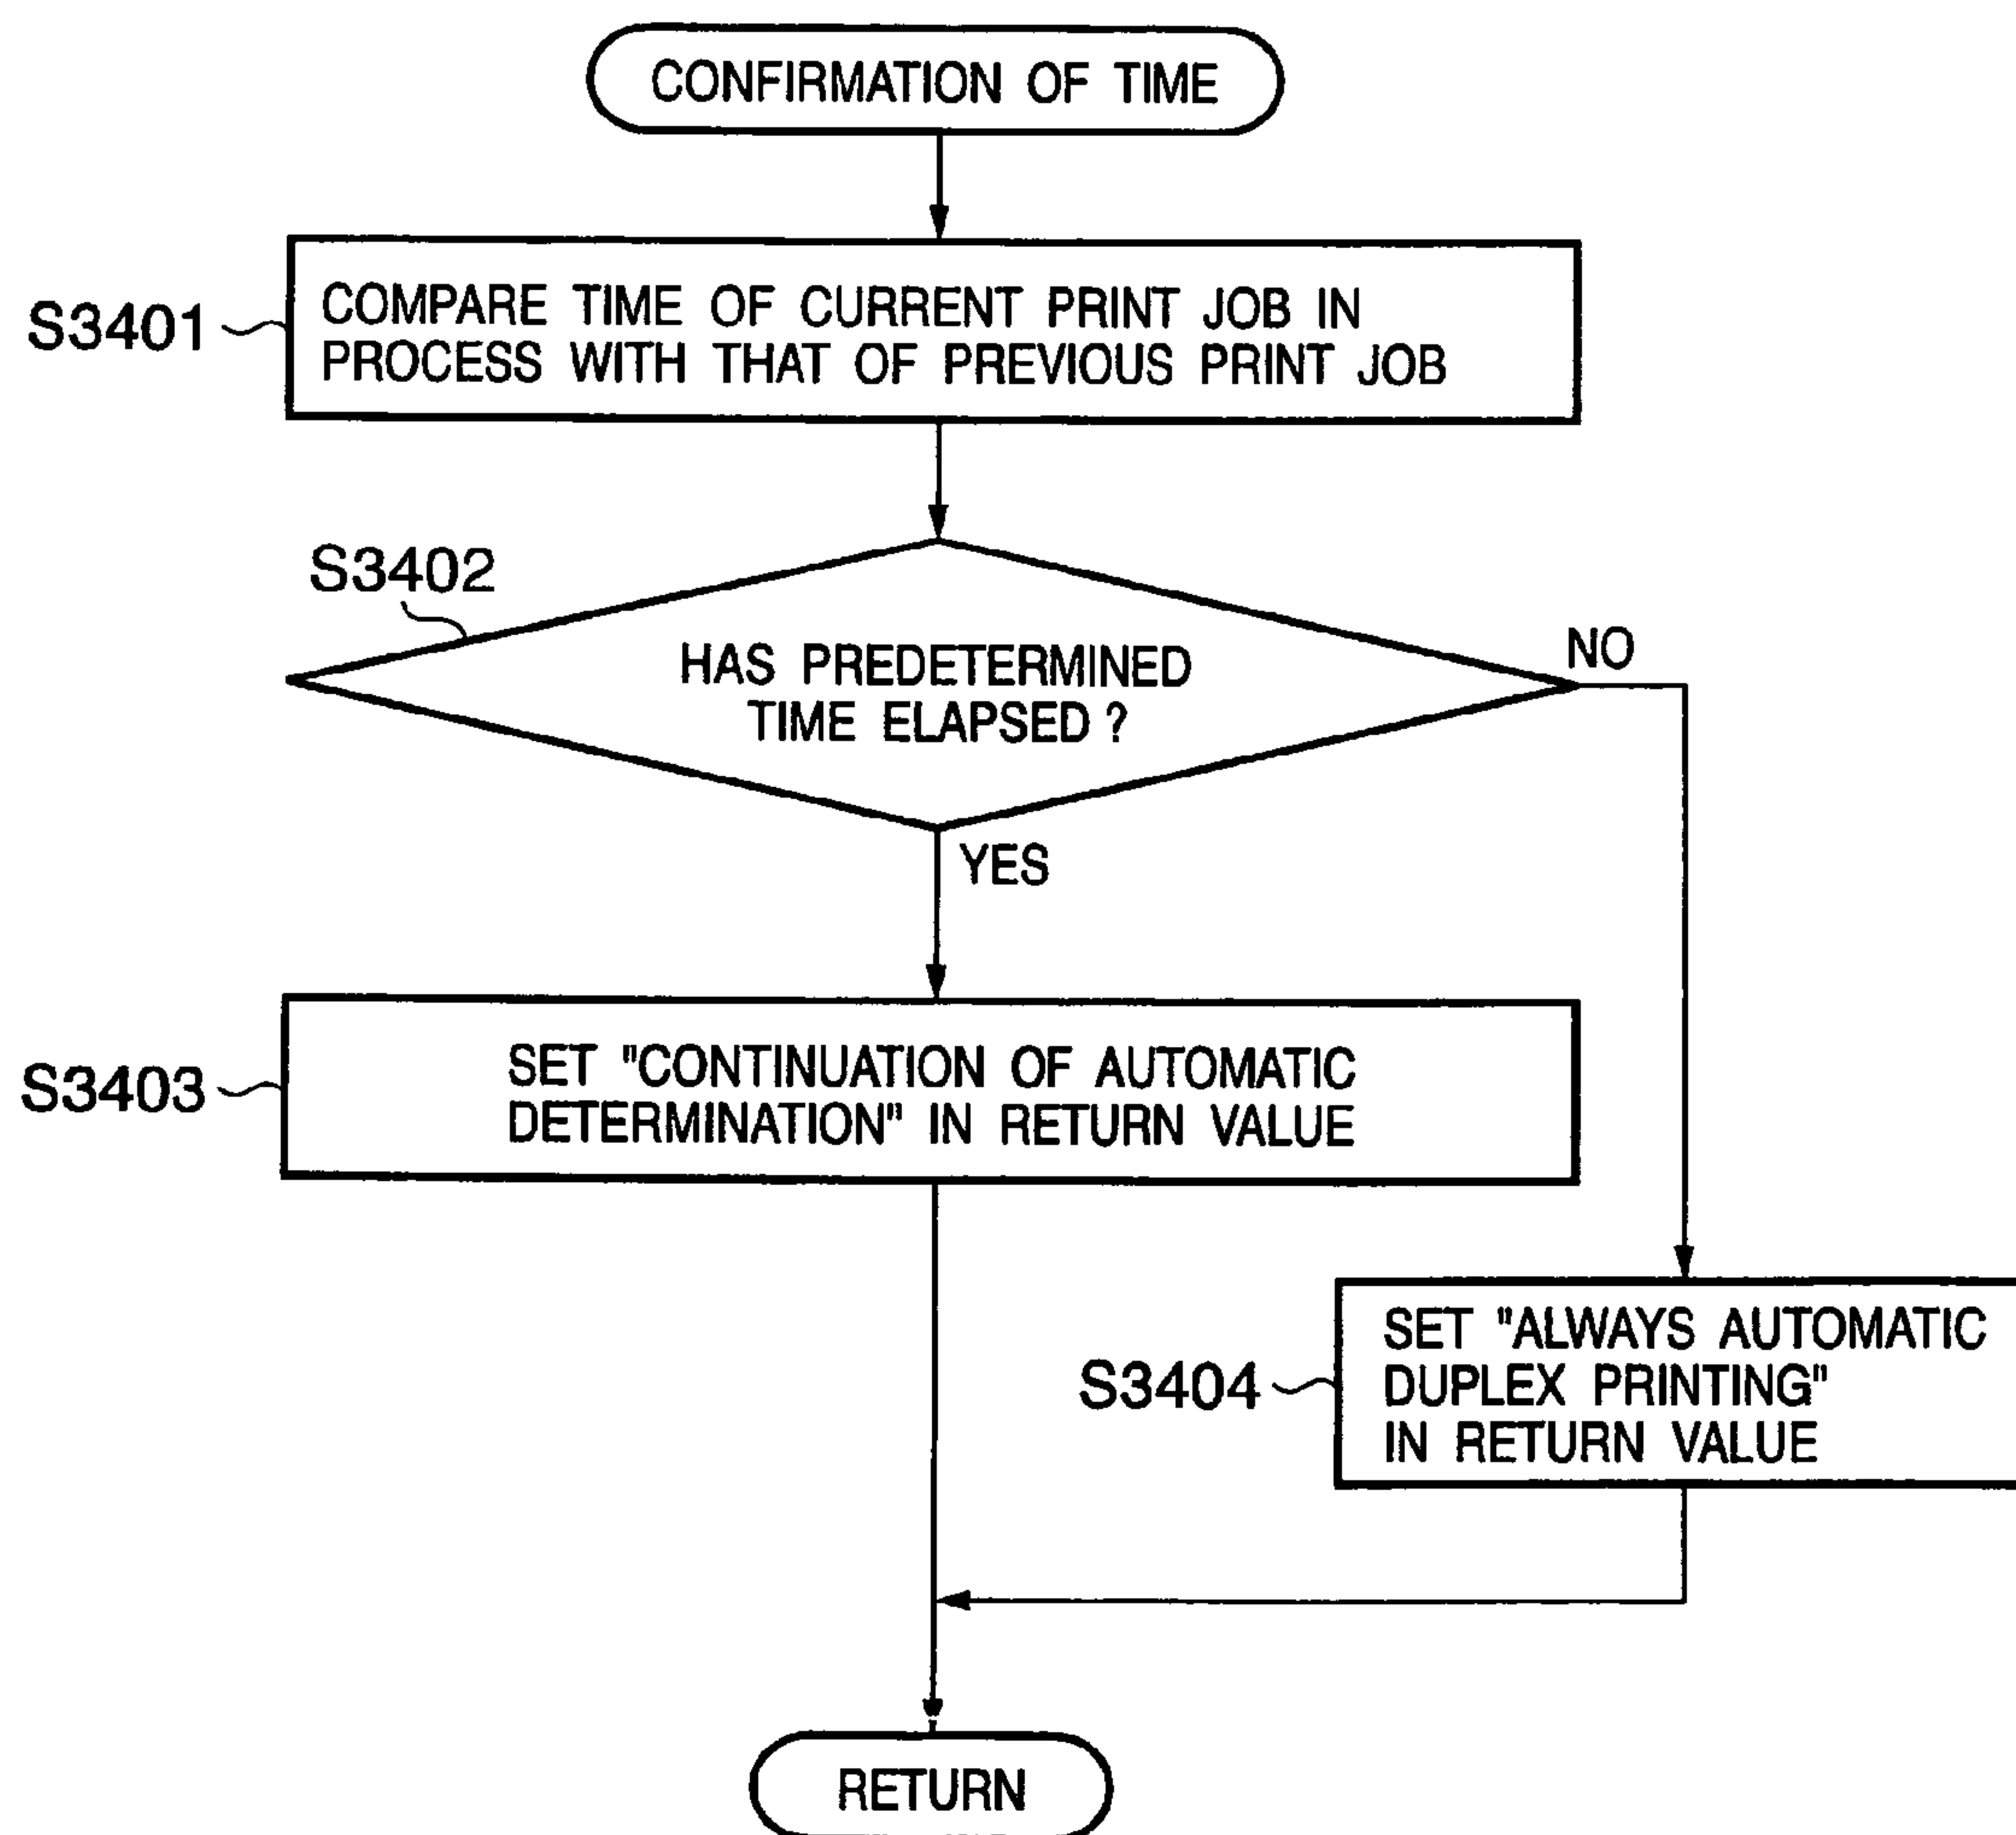 CONFIRMATION OF TIME
S3401
COMPARE TIME OF CURRENT PRINT JOB IN
PROCESS WITH THAT OF PREVIOUS PRINT JOB
S3402
HAS PREDETERMINED
TIME ELAPSED ?
NO
YES
S3403
SET "CONTINUATION OF AUTOMATIC
DETERMINATION" IN RETURN VALUE
S3404
SET "ALWAYS AUTOMATIC
DUPLEX PRINTING"
IN RETURN VALUE
RETURN